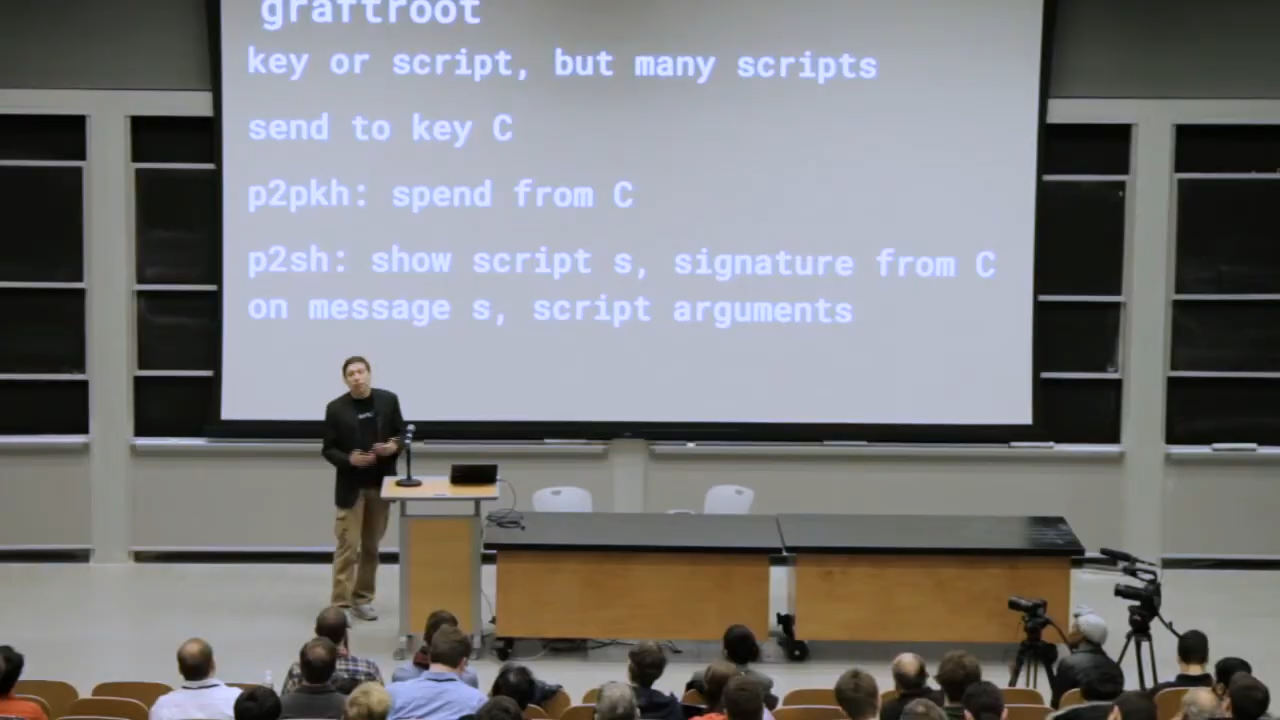 graftroot
key or script, but many scripts
send to key C
p2pkh: spend from C
p2sh: show script s, signature from C
on message s, script arguments